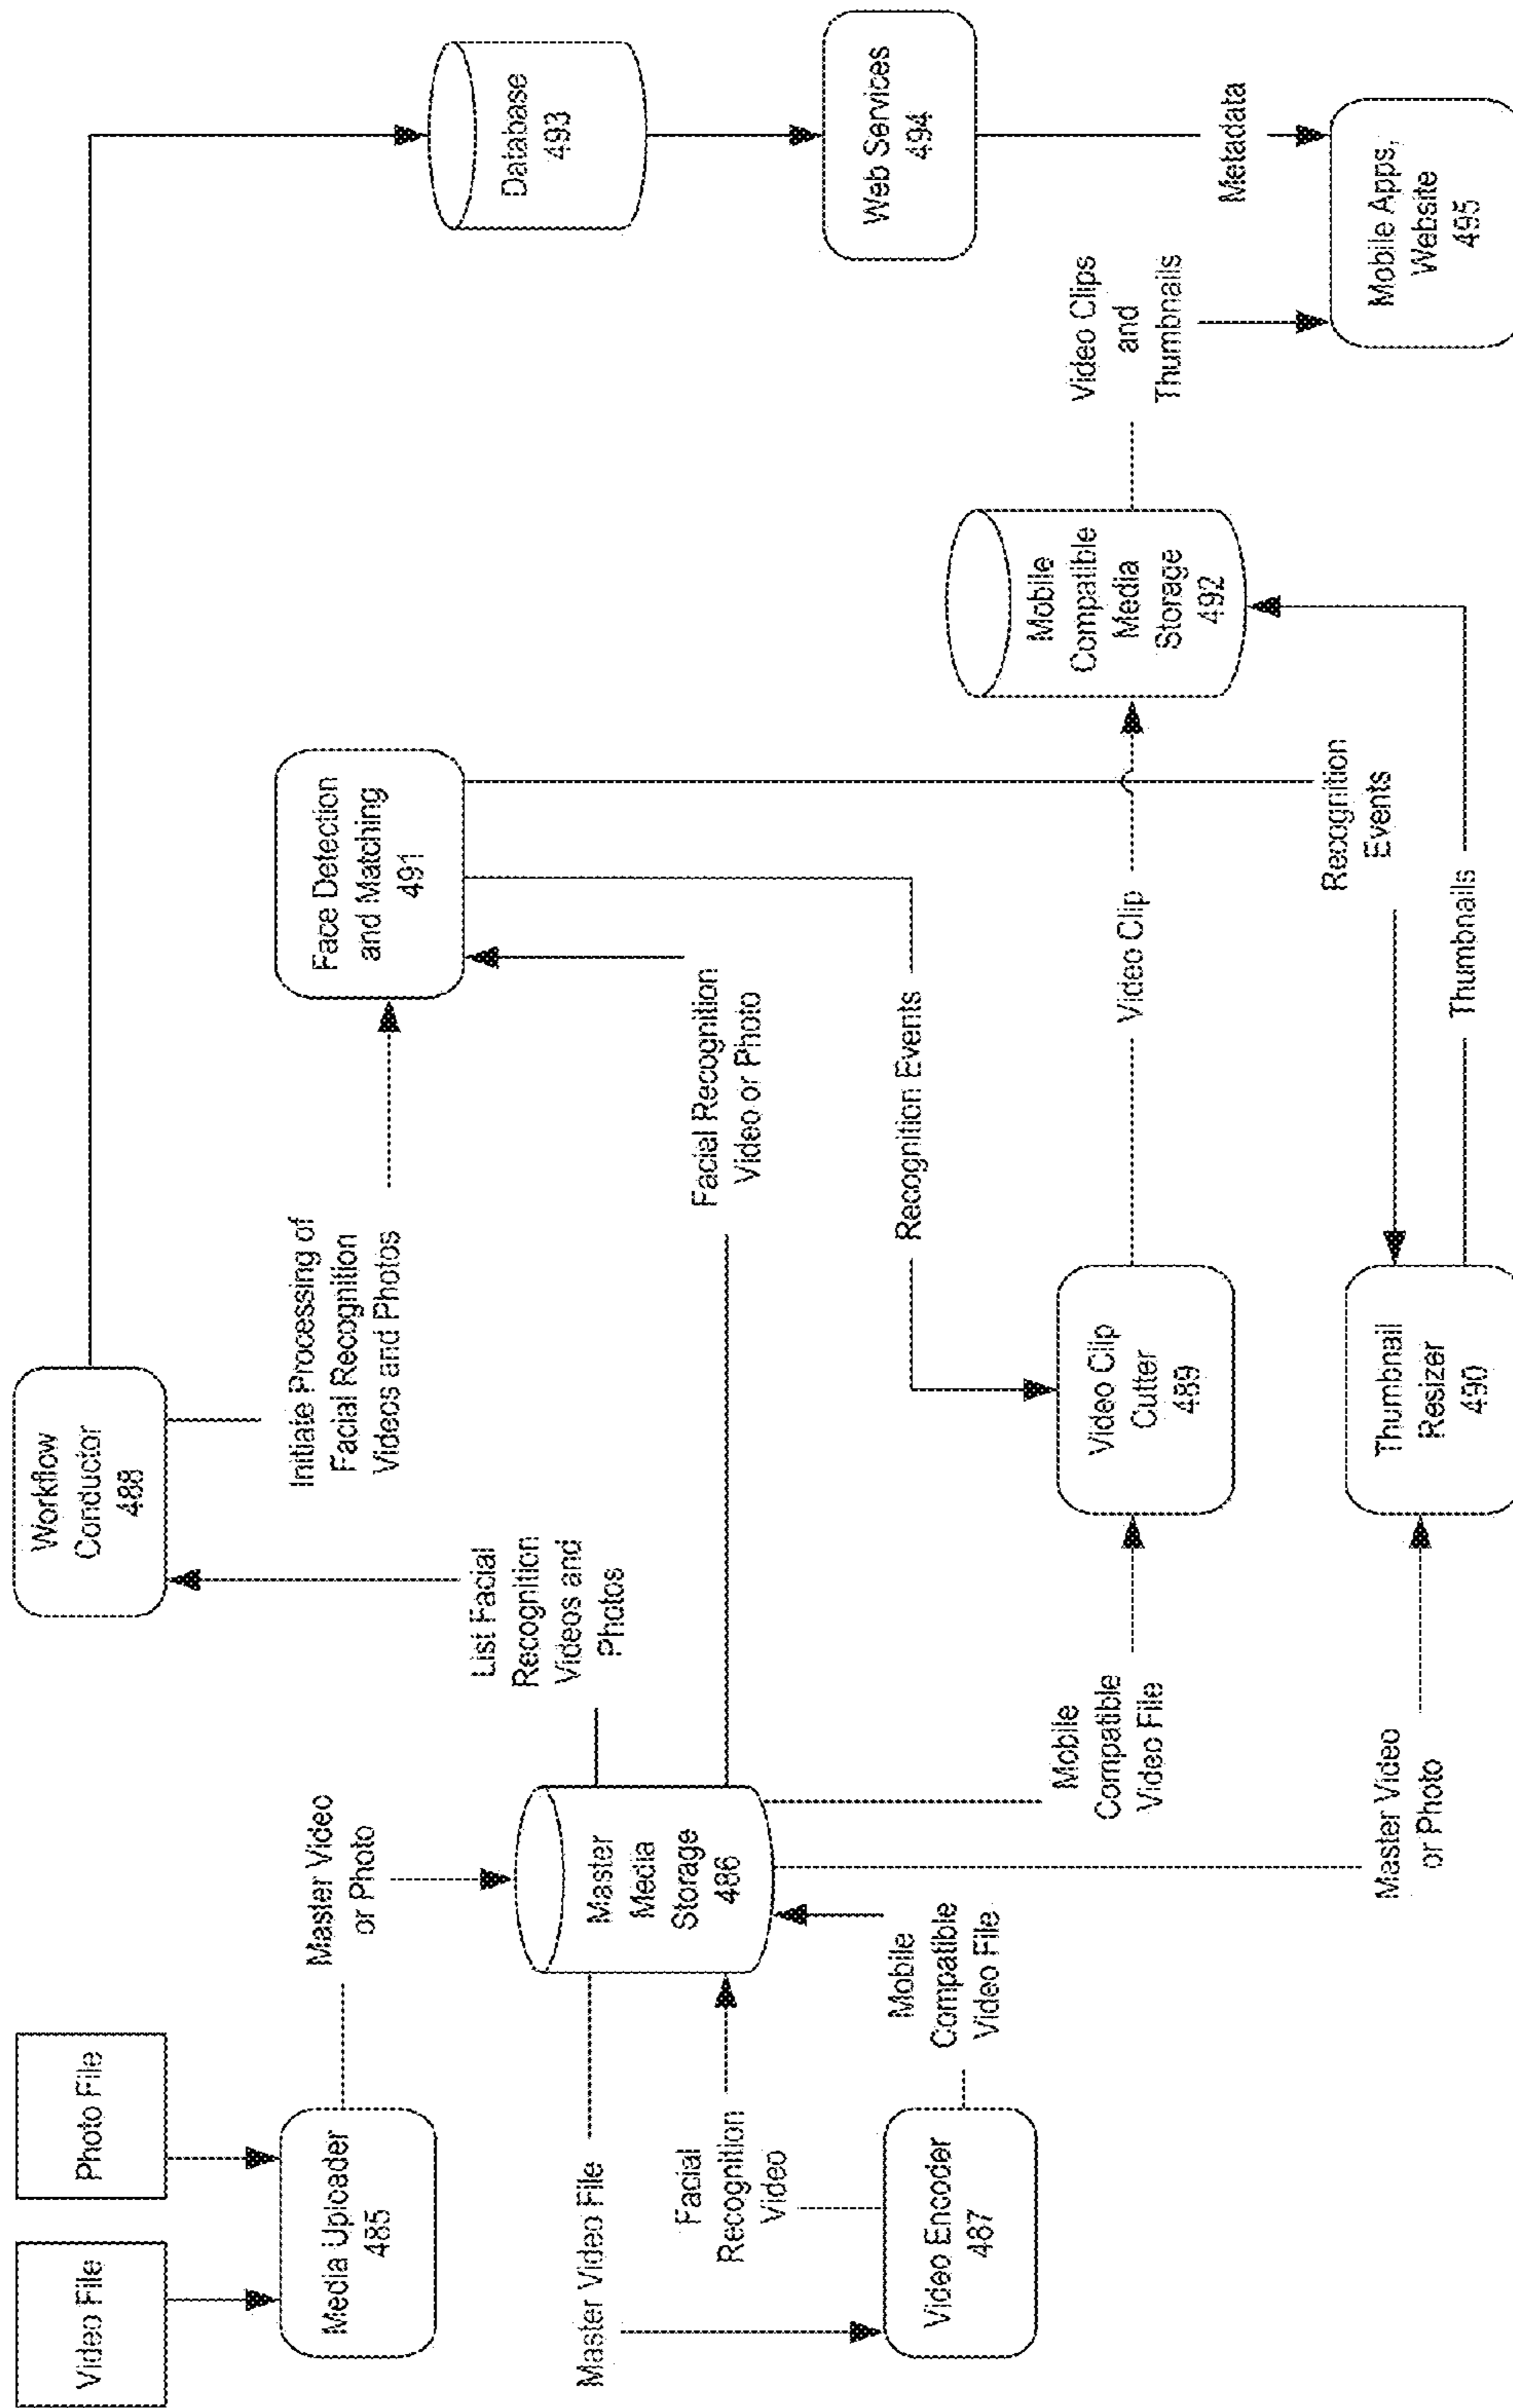 Video File
Photo File
Media Uploader
485
Master Video
or Photo
Workflow
Conductor
488
Initiate Processing of
Facial Recognition
Videos and Photos
List Facial
Recognition
Videos and
Photos
Face Detection
and Matching
491
Database
493
Master Video File
Master
Media
Storage
486
Facial Recognition
Video or Photo
Facial
Recognition
Video
Mobile
Compatible
Video File
Video Encoder
487
Recognition Events
Web Services
494
Mobile
Compatible
Video File
Video Clip
Cutter
489
Video Clip
Mobile
Compatible
Media
Storage
492
Video Clips
and
Thumbnails
Metadata
Master Video
or Photo
Thumbnail
Resizer
490
Recognition
Events
Thumbnails
Mobile Apps,
Website
495